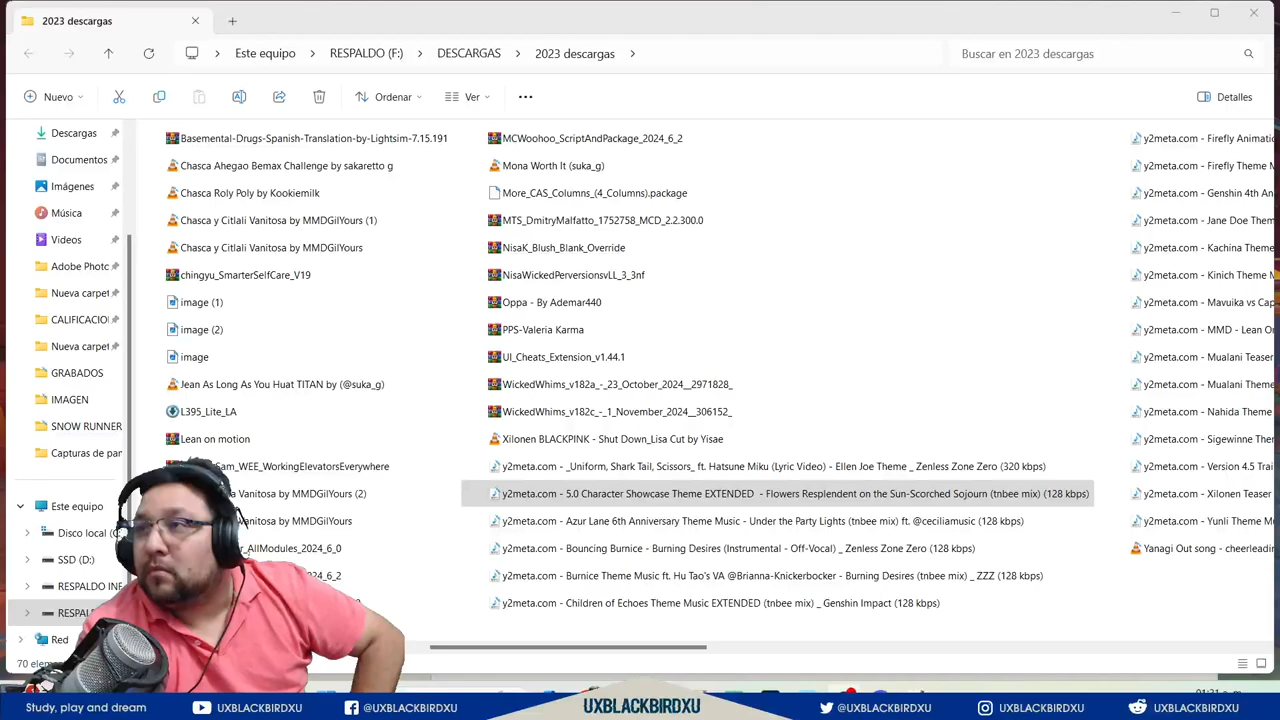 2023 descargas
Este equipo > RESPALDO (F:) > DESCARGAS > 2023 descargas >
Buscar en 2023 descargas
Nuevo
Ordenar
Ver
Detalles
Descargas
Documentos
Imágenes
Música
Videos
Adobe Photo
Nueva carpet
CALIFICACIO
Nueva carpet
GRABADOS
IMAGEN
SNOW RUNNER
Capturas de pan
Este equipo
Disco local (
SSD (D:)
RESPALDO INF
RESPAL
Red
70 eleme
Basemental-Drugs-Spanish-Translation-by-Lightsim-7.15.191
Chasca Ahegao Bemax Challenge by sakaretto g
Chasca Roly Poly by Kookiemilk
Chasca y Citlali Vanitosa by MMDGilYours (1)
Chasca y Citlali Vanitosa by MMDGilYours
chingyu_SmarterSelfCare_V19
image (1)
image (2)
image
Jean As Long As You Huat TITAN by (@suka_g)
L395_Lite_LA
Lean on motion
Sam_WEE_WorkingElevatorsEverywhere
Vanitosa by MMDGilYours (2)
Vanitosa by MMDGilYours
_AllModules_2024_6_0
2024_6_2
MCWoohoo_ScriptAndPackage_2024_6_2
Mona Worth It (suka_g)
More_CAS_Columns_(4_Columns).package
MTS_DmitryMalfatto_1752758_MCD_2.2.300.0
NisaK_Blush_Blank_Override
NisaWickedPerversionsvLL_3_3nf
Oppa - By Ademar440
PPS-Valeria Karma
UI_Cheats_Extension_v1.44.1
WickedWhims_v182a_-_23_October_2024__2971828_
WickedWhims_v182c_-_1_November_2024__306152_
Xilonen BLACKPINK - Shut Down_Lisa Cut by Yisae
y2meta.com - _Uniform, Shark Tail, Scissors_ ft. Hatsune Miku (Lyric Video) - Ellen Joe Theme _ Zenless Zone Zero (320 kbps)
y2meta.com - 5.0 Character Showcase Theme EXTENDED  - Flowers Resplendent on the Sun-Scorched Sojourn (tnbee mix) (128 kbps)
y2meta.com - Azur Lane 6th Anniversary Theme Music - Under the Party Lights (tnbee mix) ft. @ceciliamusic (128 kbps)
y2meta.com - Bouncing Burnice - Burning Desires (Instrumental - Off-Vocal) _ Zenless Zone Zero (128 kbps)
y2meta.com - Burnice Theme Music ft. Hu Tao's VA @Brianna-Knickerbocker - Burning Desires (tnbee mix) _ ZZZ (128 kbps)
y2meta.com - Children of Echoes Theme Music EXTENDED (tnbee mix) _ Genshin Impact (128 kbps)
y2meta.com - Firefly Animatio
y2meta.com - Firefly Theme M
y2meta.com - Genshin 4th An
y2meta.com - Jane Doe Them
y2meta.com - Kachina Theme
y2meta.com - Kinich Theme M
y2meta.com - Mavuika vs Cap
y2meta.com - MMD - Lean O
y2meta.com - Mualani Teaser
y2meta.com - Mualani Theme
y2meta.com - Nahida Theme
y2meta.com - Sigewinne Them
y2meta.com - Version 4.5 Trai
y2meta.com - Xilonen Teaser
y2meta.com - Yunli Theme Mu
Yanagi Out song - cheerleadin
Study, play and dream
UXBLACKBIRDXU
@UXBLACKBIRDXU
UXBLACKBIRDXU
@UXBLACKBIRDXU
UXBLACKBIRDXU
UXBLACKBIRDXU